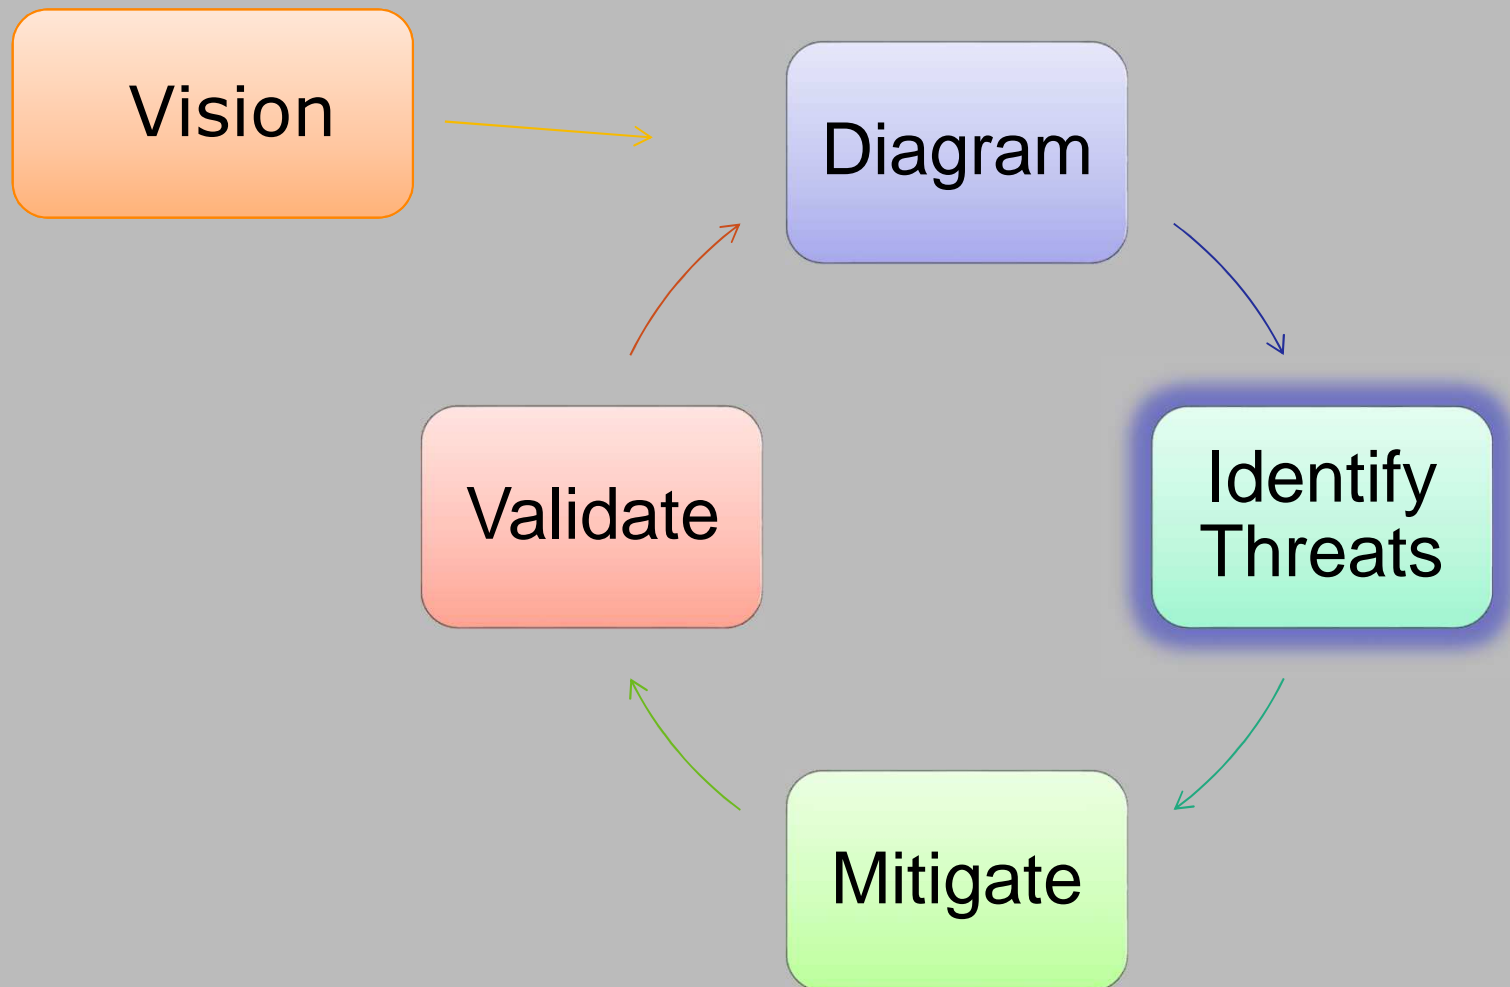 Vision
Diagram
Identify
Threats
Mitigate
Validate